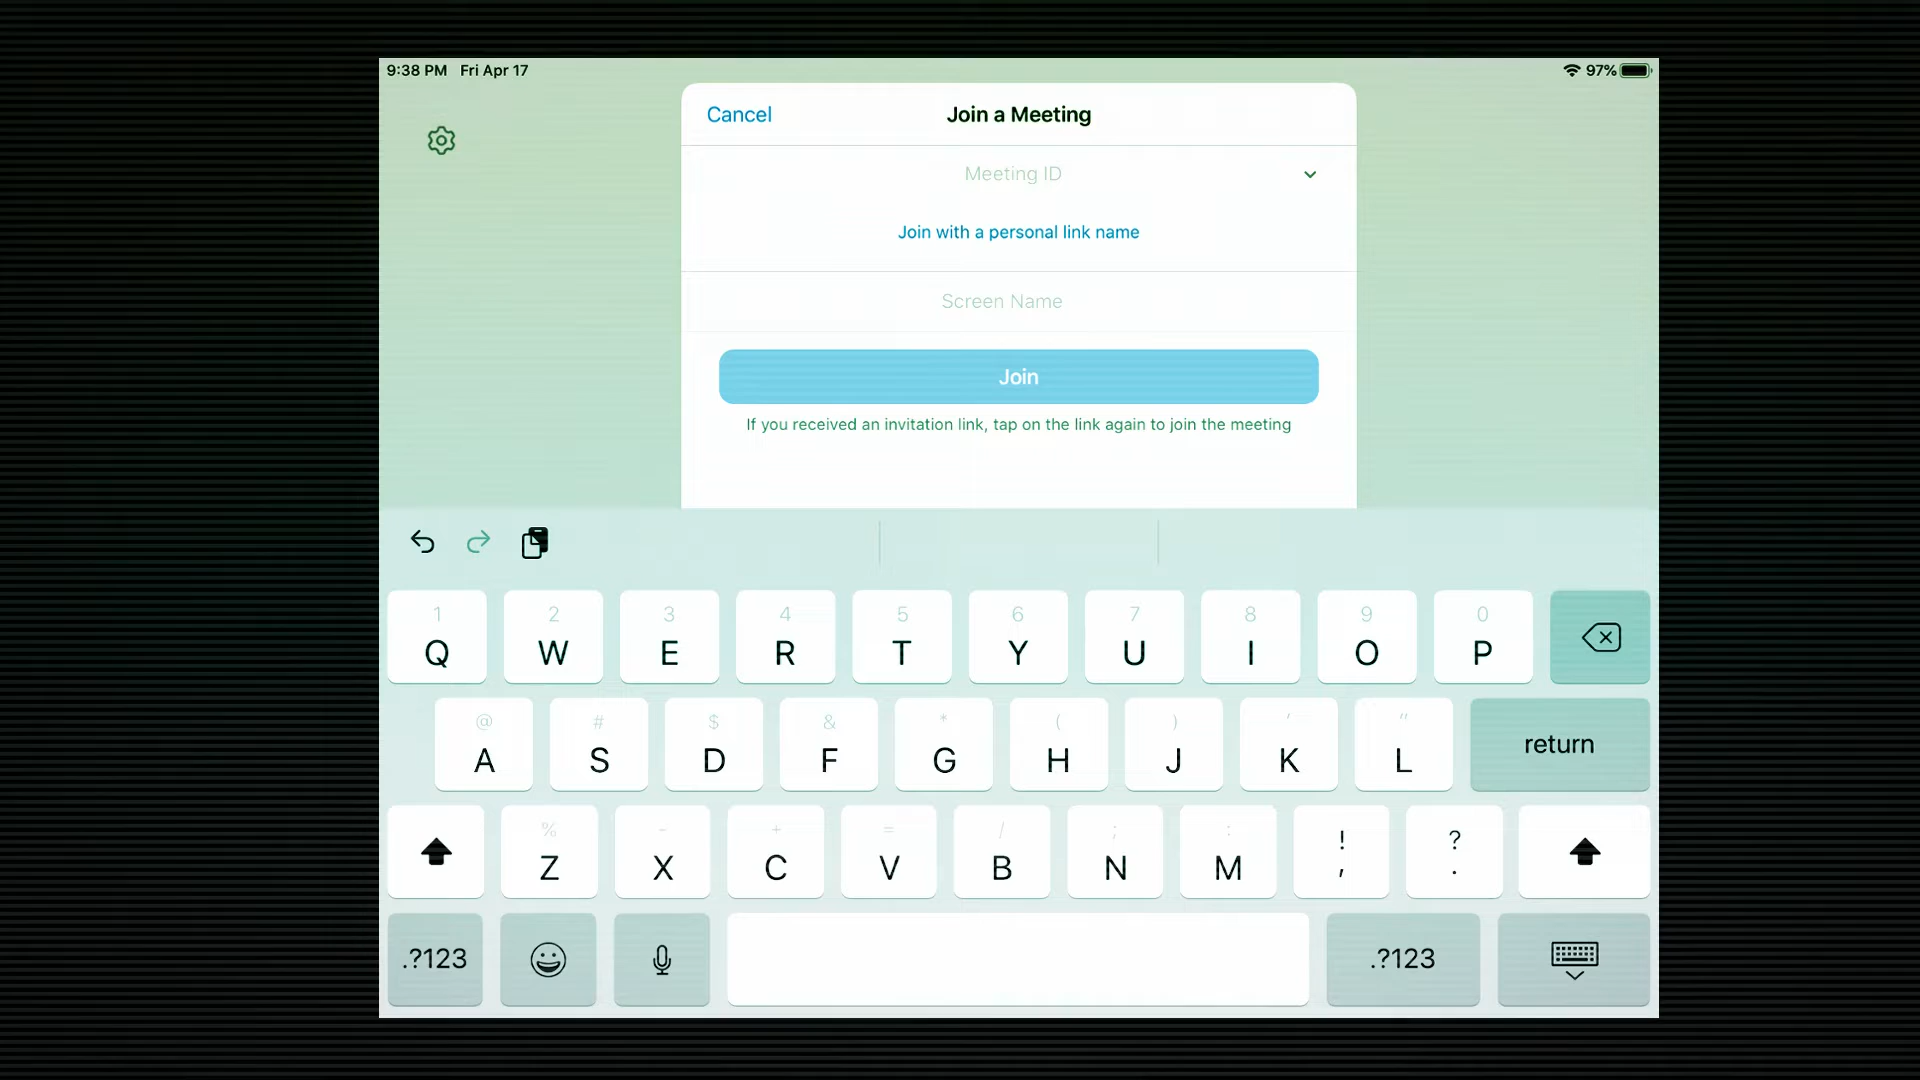 9:38 PM Fri Apr 17 97%
Cancel Join a Meeting
Meeting ID
Join with a personal link name
Screen Name
Join
If you received an invitation link, tap on the link again to join the meeting
1 2 3 4 5 6 7 8 9 0
Q W E R T Y U I O P
@ # $ & * ( ) ' "
A S D F G H J K L return
% - + = / ; : ! ?
Z X C V B N M , .
.?123 .?123